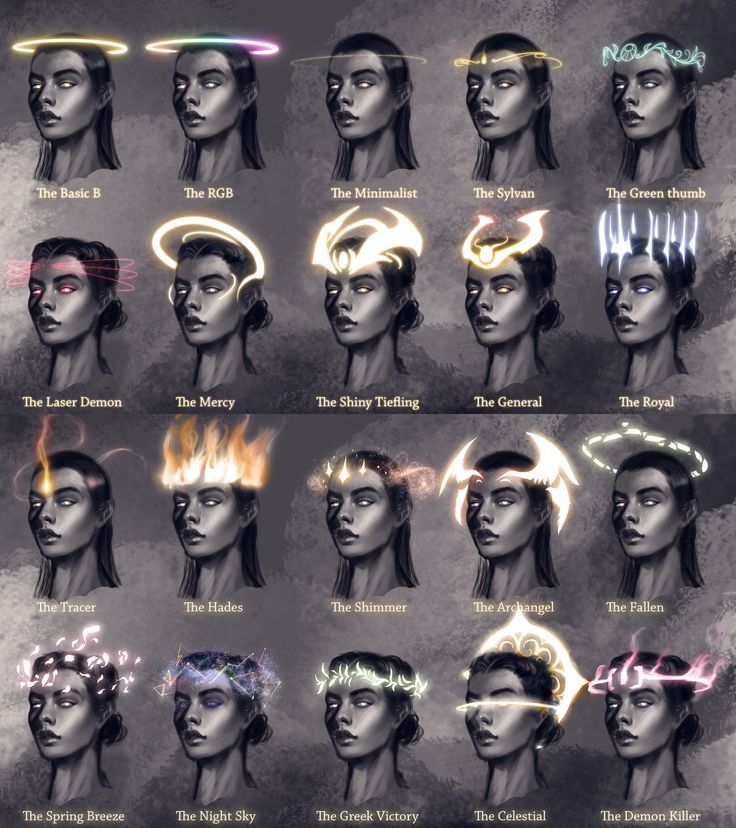 The Basic B
The RGB
The Minimalist
The Sylvan
The Green thumb
The Laser Demon
The Mercy
The Shiny Tiefling
The General
The Royal
The Tracer
The Hades
The Shimmer
The Archangel
The Fallen
The Spring Breeze
The Night Sky
The Greek Victory
The Celestial
The Demon Killer